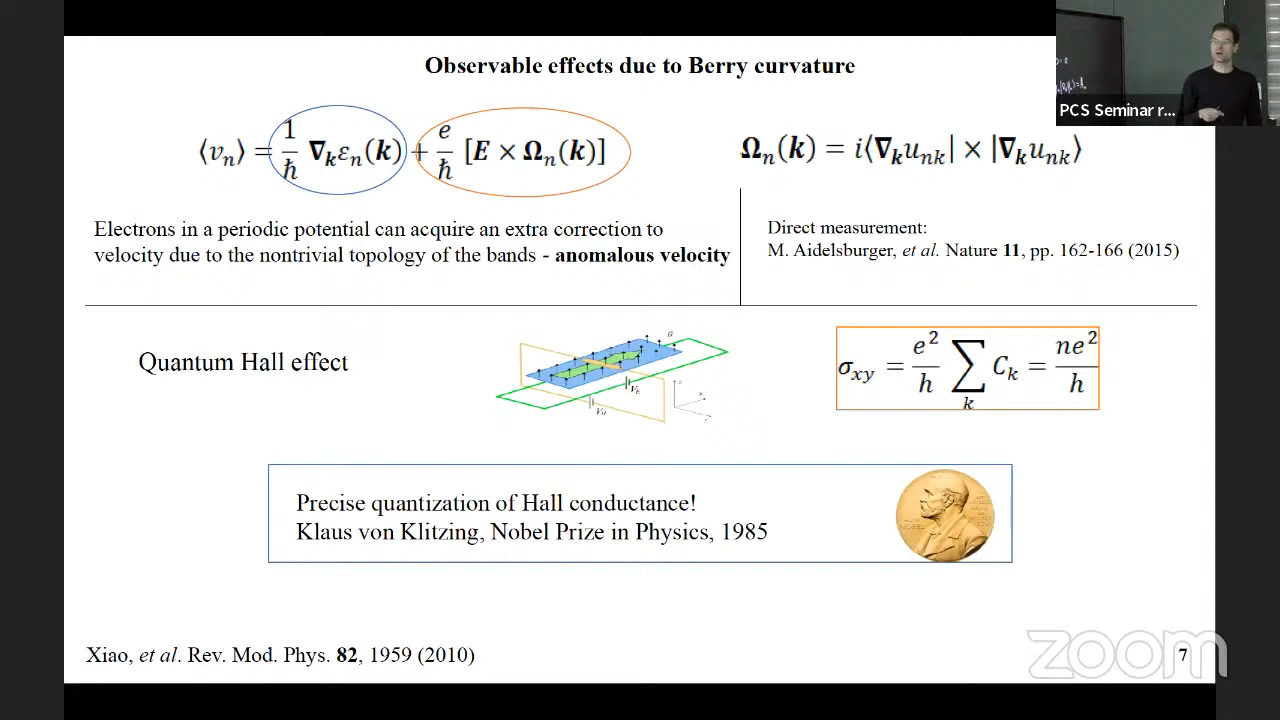 Observable effects due to Berry curvature
PCS Seminar r...
⟨v_n⟩ = 1/ħ ∇_k ε_n(k) + e/ħ [E × Ω_n(k)]
Ω_n(k) = i⟨∇_k u_nk| × |∇_k u_nk⟩
Electrons in a periodic potential can acquire an extra correction to
velocity due to the nontrivial topology of the bands - anomalous velocity
Direct measurement:
M. Aidelsburger, et al. Nature 11, pp. 162-166 (2015)
Quantum Hall effect
B
V_E
V_H
σ_xy = e²/h ∑_k C_k = ne²/h
Precise quantization of Hall conductance!
Klaus von Klitzing, Nobel Prize in Physics, 1985
Xiao, et al. Rev. Mod. Phys. 82, 1959 (2010)
zoom
7